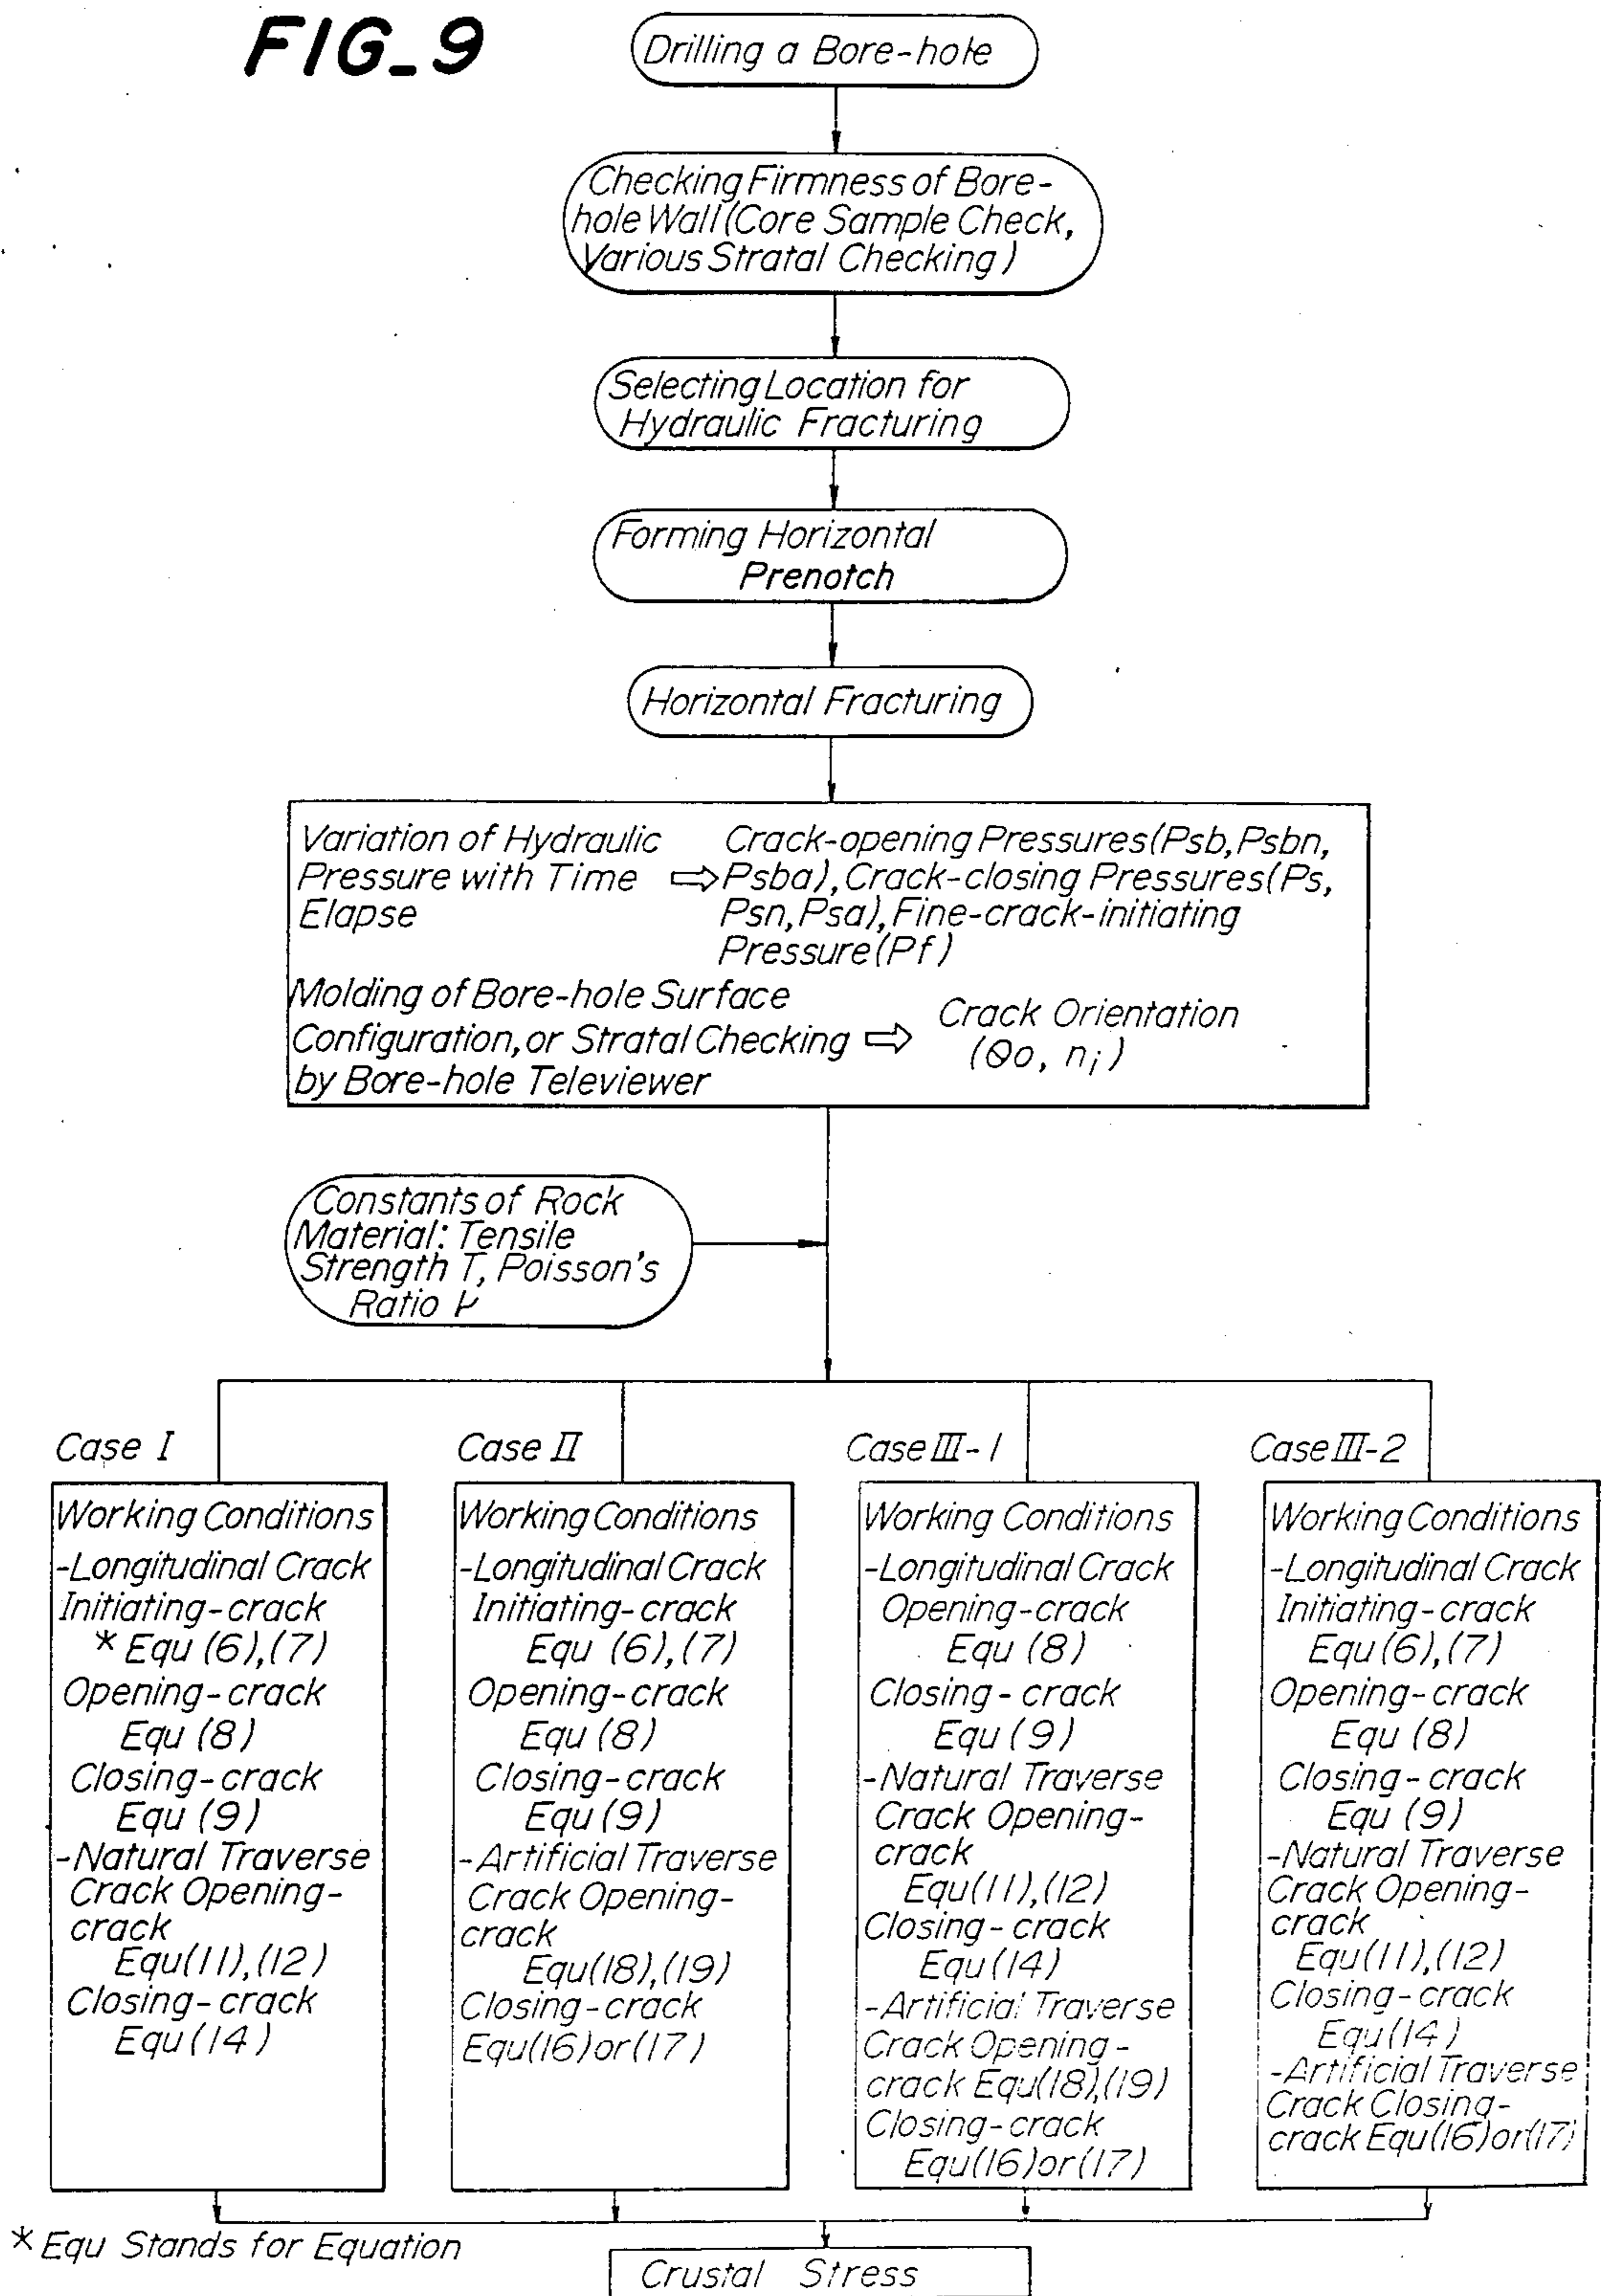 FIG_9
Drilling a Bore-hole
Checking Firmness of Bore-
hole Wall (Core Sample Check,
Various Stratal Checking)
Selecting Location for
Hydraulic Fracturing
Forming Horizontal
Prenotch
Horizontal Fracturing
Variation of Hydraulic
Pressure with Time
Elapse
⇨
Crack-opening Pressures (Psb, Psbn,
Psba), Crack-closing Pressures (Ps,
Psn, Psa), Fine-crack-initiating
Pressure (Pf)
Molding of Bore-hole Surface
Configuration, or Stratal Checking ⇨
by Bore-hole Televiewer
Crack Orientation
(θo, ni)
Constants of Rock
Material: Tensile
Strength T, Poisson's
Ratio ν
Case I
Working Conditions
-Longitudinal Crack
Initiating-crack
* Equ (6), (7)
Opening-crack
Equ (8)
Closing-crack
Equ (9)
-Natural Traverse
Crack Opening-
crack
Equ (11), (12)
Closing-crack
Equ (14)
Case II
Working Conditions
-Longitudinal Crack
Initiating-crack
Equ (6), (7)
Opening-crack
Equ (8)
Closing-crack
Equ (9)
-Artificial Traverse
Crack Opening-
crack
Equ (18), (19)
Closing-crack
Equ (16) or (17)
Case III-1
Working Conditions
-Longitudinal Crack
Opening-crack
Equ (8)
Closing-crack
Equ (9)
-Natural Traverse
Crack Opening-
crack
Equ (11), (12)
Closing-crack
Equ (14)
-Artificial Traverse
Crack Opening-
crack Equ (18), (19)
Closing-crack
Equ (16) or (17)
Case III-2
Working Conditions
-Longitudinal Crack
Initiating-crack
Equ (6), (7)
Opening-crack
Equ (8)
Closing-crack
Equ (9)
-Natural Traverse
Crack Opening-
crack
Equ (11), (12)
Closing-crack
Equ (14)
-Artificial Traverse
Crack Closing-
crack Equ (16) or (17)
* Equ Stands for Equation
Crustal Stress